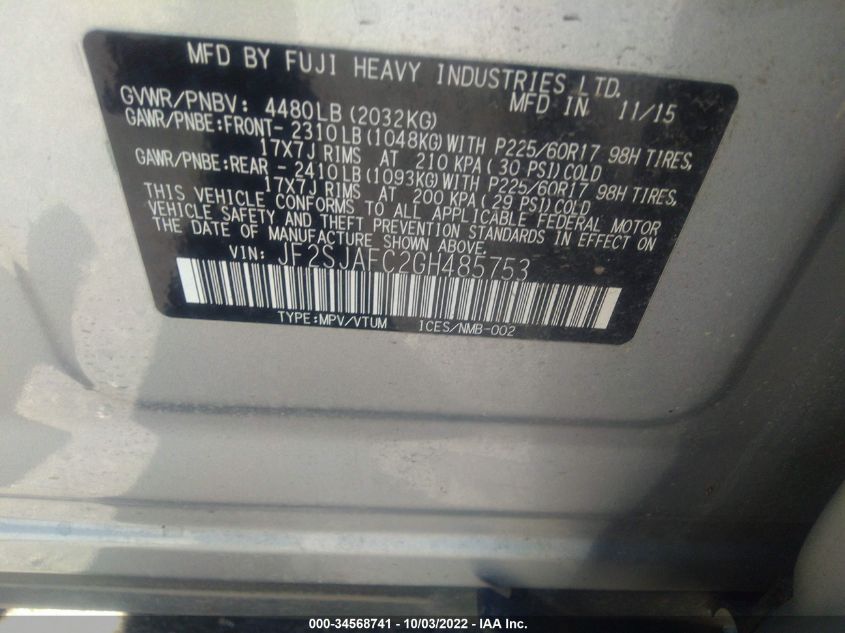 MFD BY FUJI HEAVY INDUSTRIES LTD.
MFD IN 11/15
GVWR/PNBV: 4480LB (2032KG)
GAWR/PNBE:FRONT- 2310LB (1048KG) WITH P225/60R17 98H TIRES,
17X7J RIMS AT 210 KPA ( 30 PSI) COLD
GAWR/PNBE:REAR - 2410LB (1093KG) WITH P225/60R17 98H TIRES,
17X7J RIMS AT 200 KPA ( 29 PSI) COLD
THIS VEHICLE CONFORMS TO ALL APPLICABLE FEDERAL MOTOR
VEHICLE SAFETY AND THEFT PREVENTION STANDARDS IN EFFECT ON
THE DATE OF MANUFACTURE SHOWN ABOVE.
VIN: JF2SJAFC2GH485753
TYPE:MPV/VTUM ICES/NMB-002
000-34568741 - 10/03/2022 - IAA Inc.